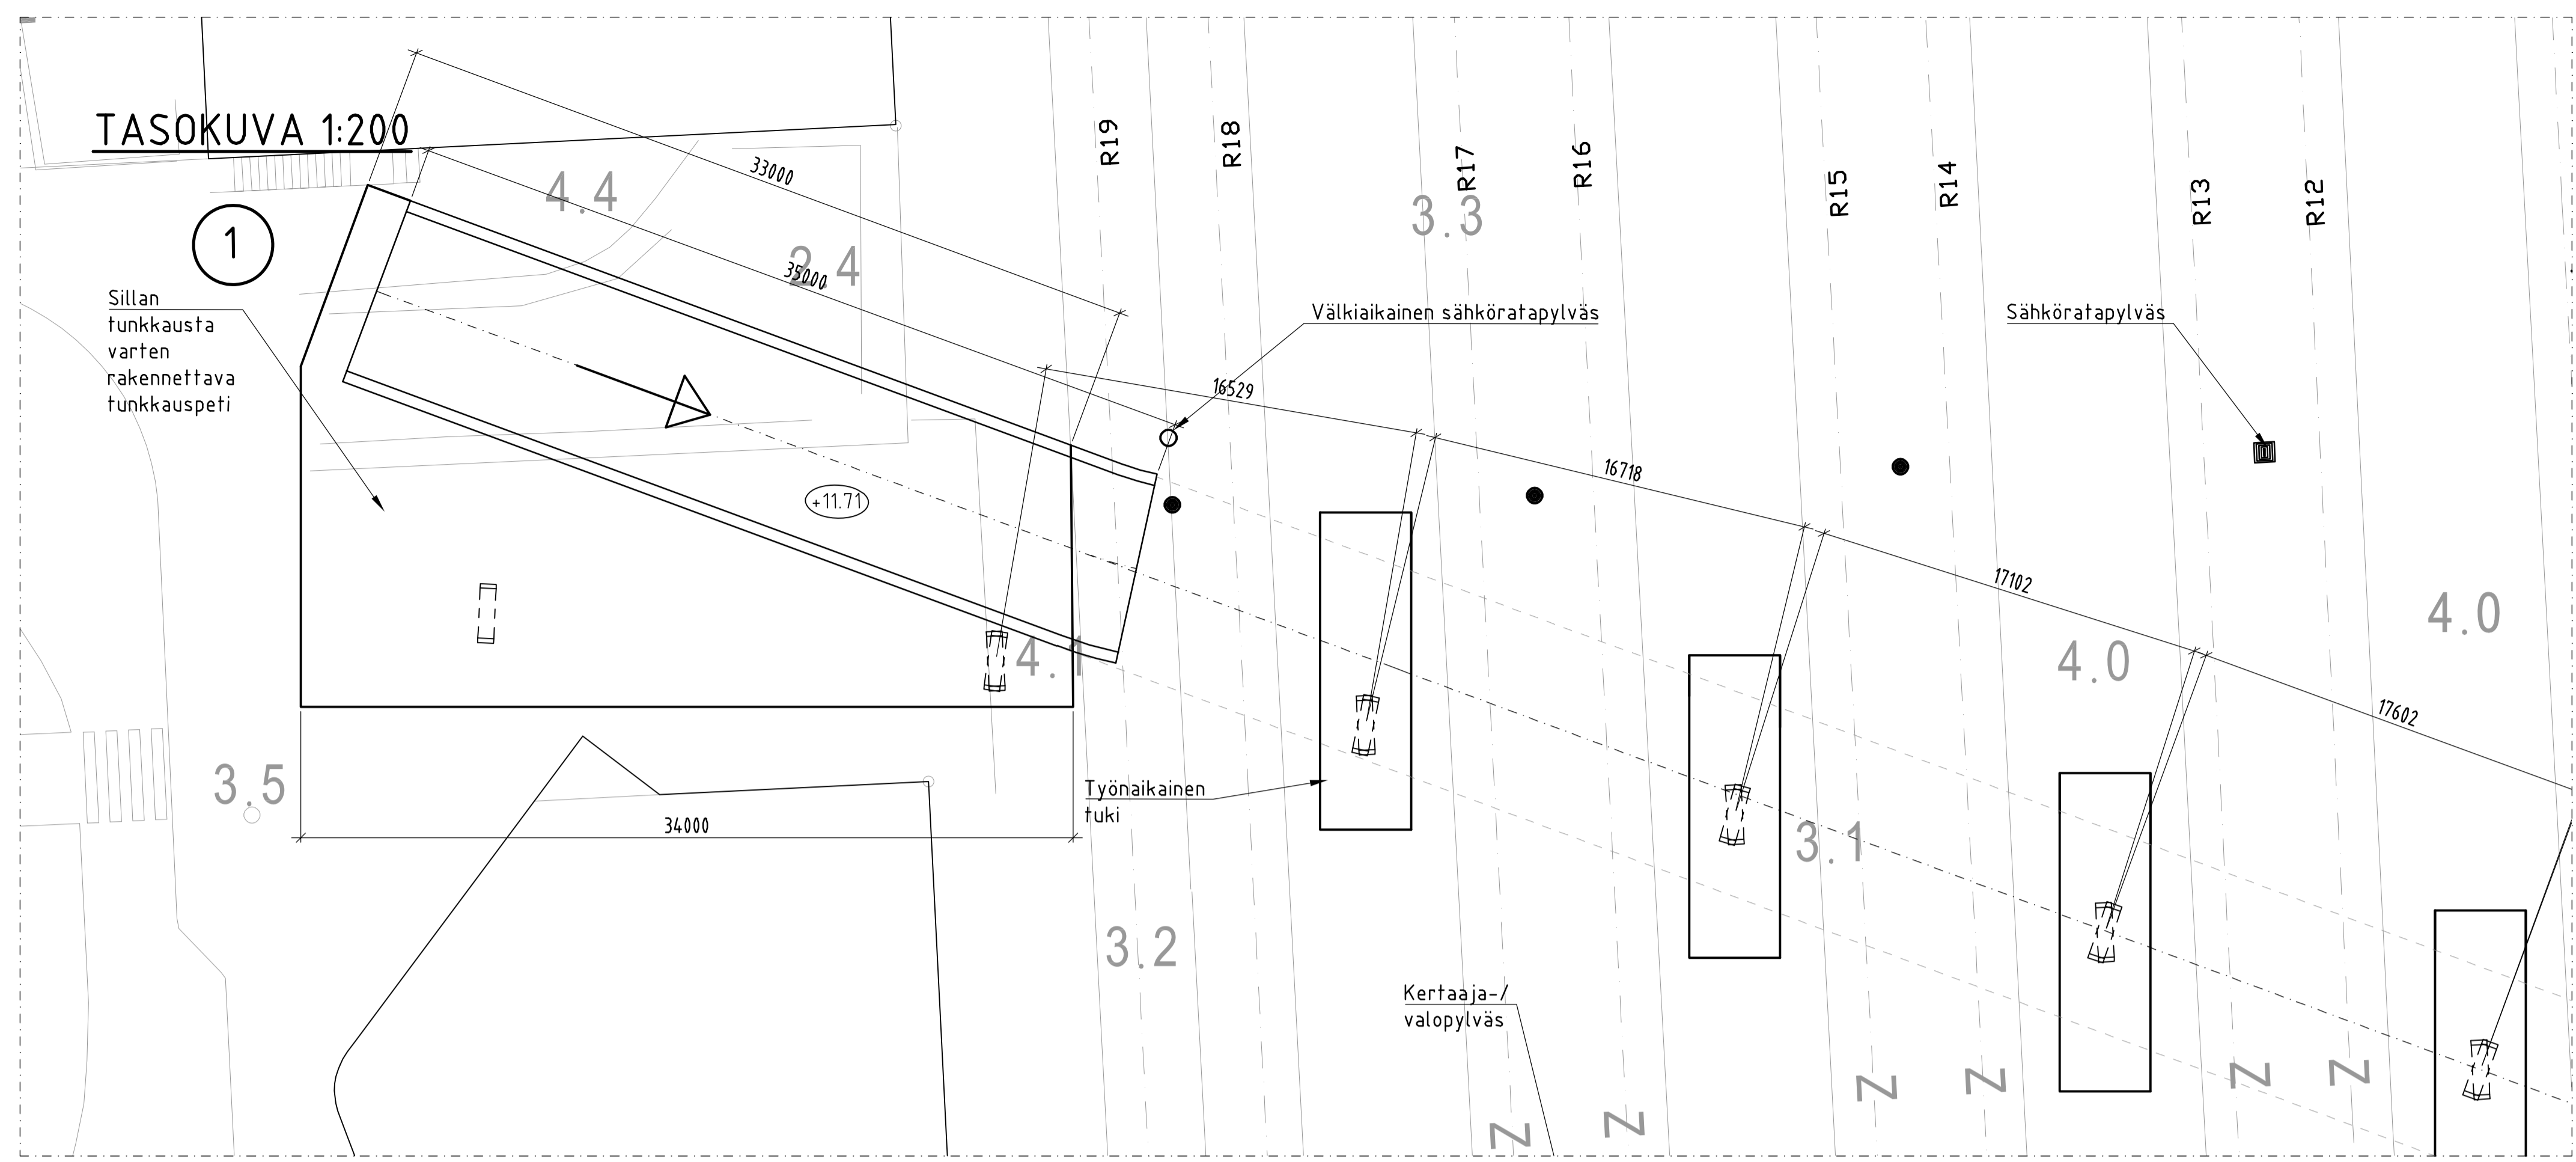 TASOKUVA 1:200
1
Sillan
tunkkausta
varten
rakennettava
tunkkauspeti
4.4
2.4
33000
35000
R19
R18
R17
R16
R15
R14
R13
R12
3.3
Välkiaikainen sähköratapylväs
Sähköratapylväs
16529
16718
17102
17602
+11.71
4.1
4.0
4.0
3.5
34000
Työnaikainen
tuki
3.1
3.2
Kertaaja-/
valopylväs
Z
Z
Z
Z
Z
Z